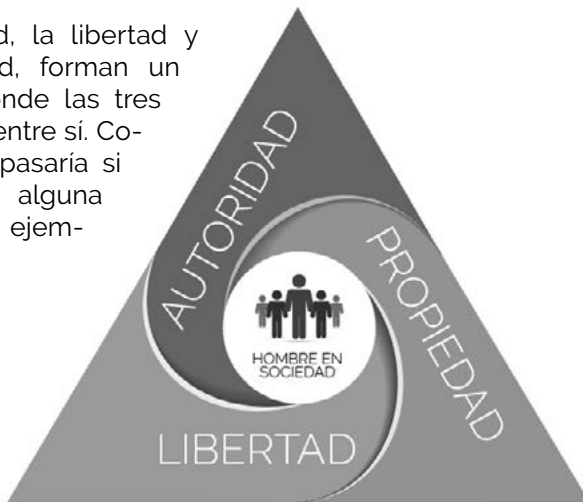 d, la libertad y
d, forman un
onde las tres
entre sí. Co-
pasaría si
alguna
ejem-
AUTORIDAD
PROPIEDAD
HOMBRE EN
SOCIEDAD
LIBERTAD